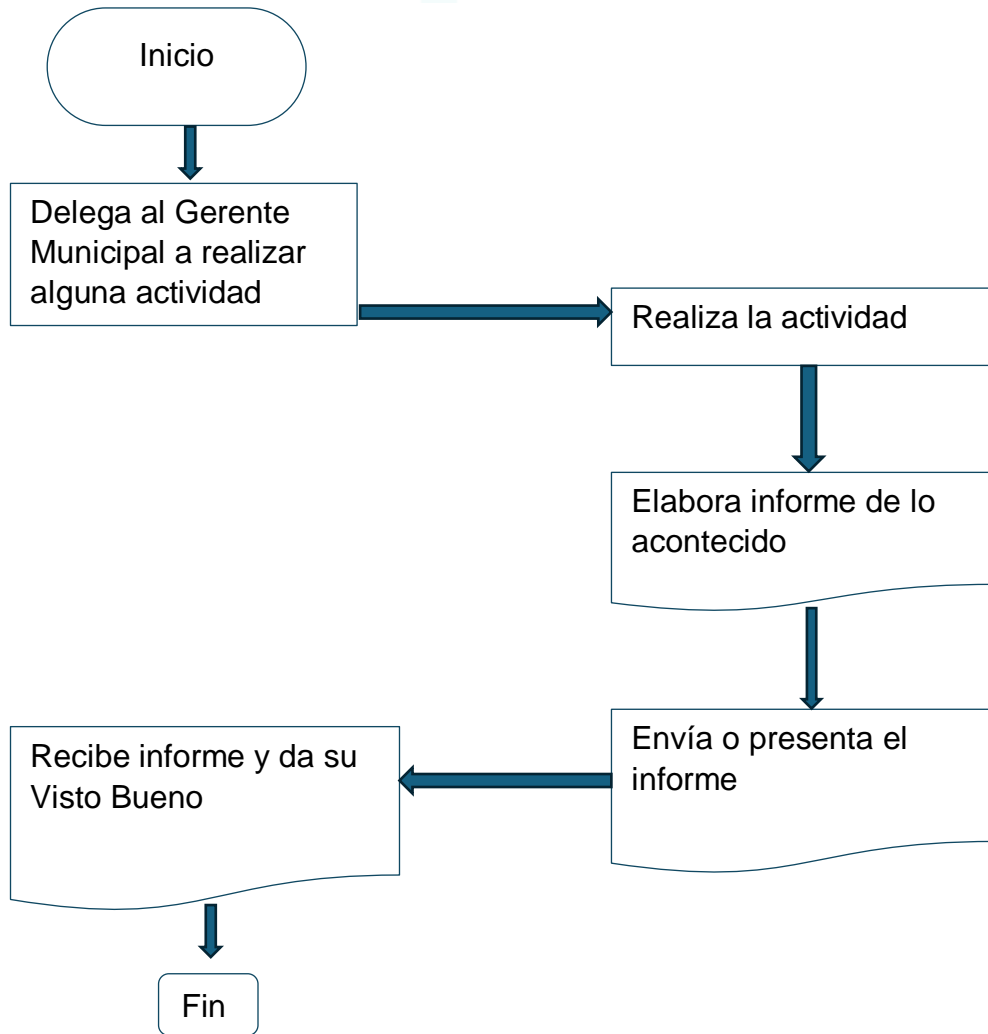 Inicio
Delega al Gerente
Municipal a realizar
alguna actividad
Realiza la actividad
Elabora informe de lo
acontecido
Envía o presenta el
informe
Recibe informe y da su
Visto Bueno
Fin